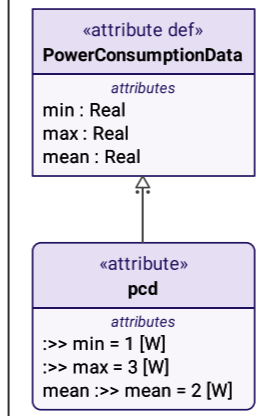 «attribute def»
PowerConsumptionData
attributes
min : Real
max : Real
mean : Real
«attribute»
pcd
attributes
:>> min = 1 [W]
:>> max = 3 [W]
mean :>> mean = 2 [W]